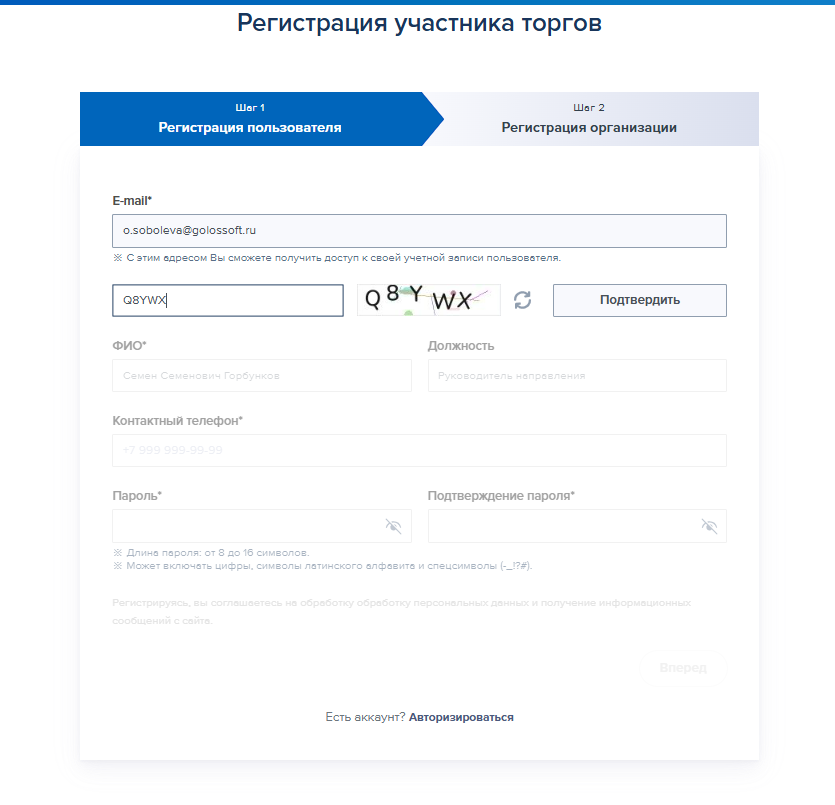 Регистрация участника торгов
Шаг 1
Регистрация пользователя
Шаг 2
Регистрация организации
E-mail*
o.soboleva@golossoft.ru
※ С этим адресом Вы сможете получить доступ к своей учетной записи пользователя.
Q8YWX
Q8YWX
Подтвердить
ФИО*
Должность
Семен Семенович Горбунков
Руководитель направления
Контактный телефон*
+7 999 999-99-99
Пароль*
Подтверждение пароля*
※ Длина пароля: от 8 до 16 символов.
※ Может включать цифры, символы латинского алфавита и спецсимволы (-_!?#).
Регистрируясь, вы соглашаетесь на обработку обработку персональных данных и получение информационных
сообщений с сайта.
Вперед
Есть аккаунт? Авторизироваться